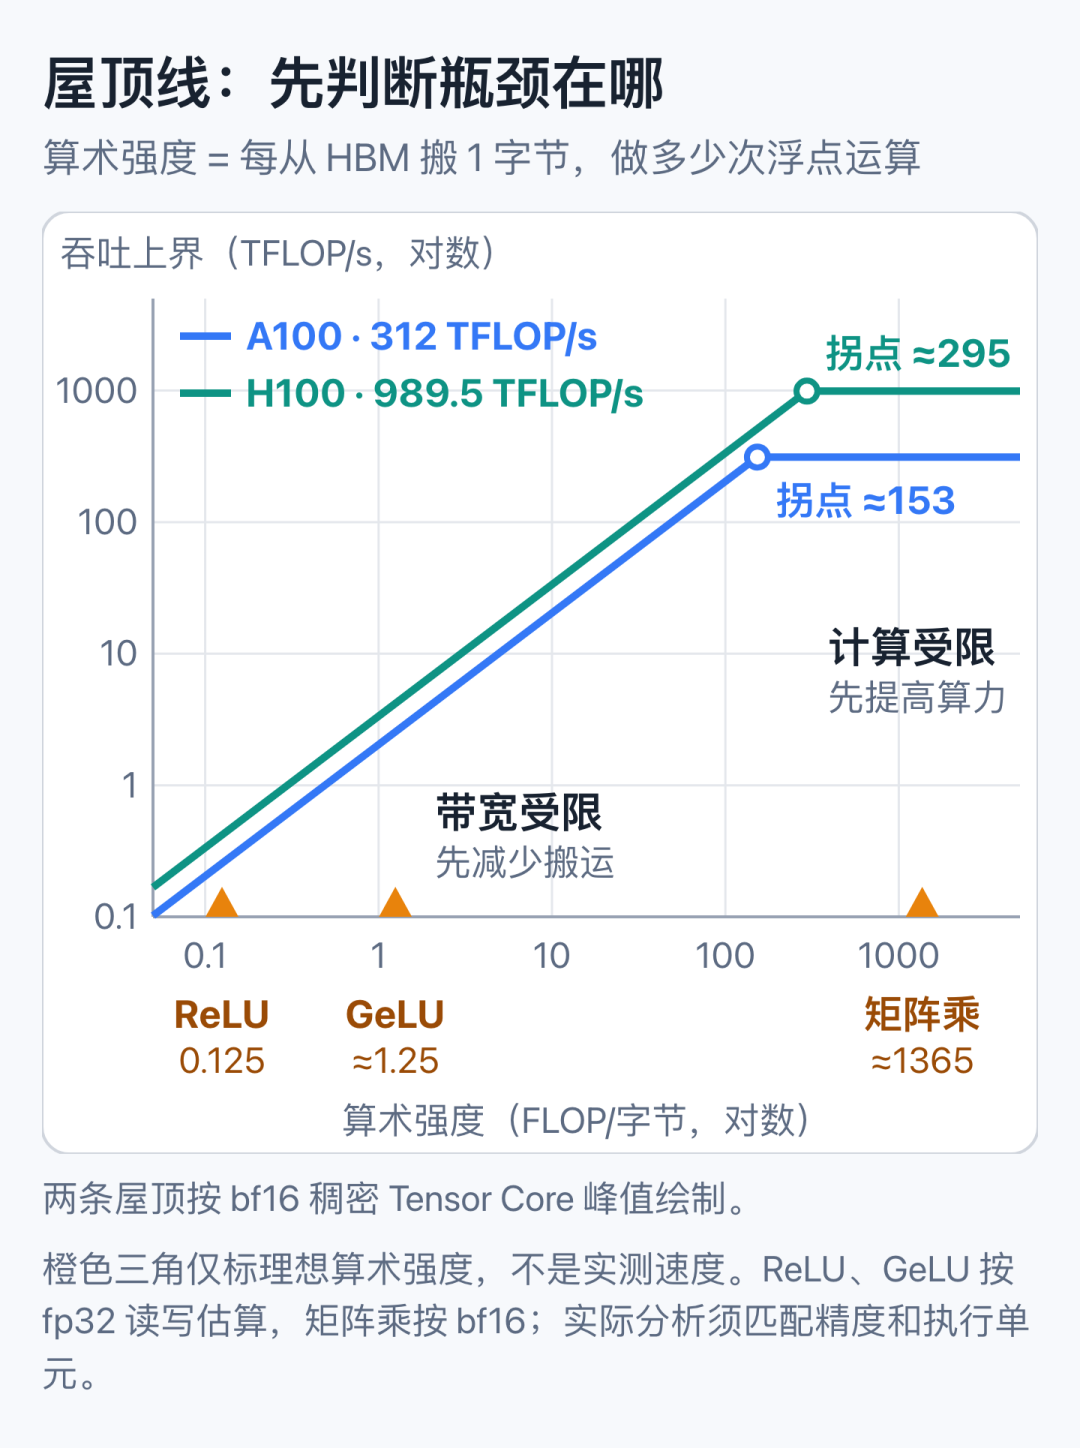 屋顶线：先判断瓶颈在哪
算术强度 = 每从 HBM 搬 1 字节，做多少次浮点运算
吞吐上界（TFLOP/s，对数）
A100 · 312 TFLOP/s
H100 · 989.5 TFLOP/s
拐点 ≈295
拐点 ≈153
1000
100
10
1
0.1
计算受限
先提高算力
带宽受限
先减少搬运
0.1 1 10 100 1000
ReLU GeLU 矩阵乘
0.125 ≈1.25 ≈1365
算术强度（FLOP/字节，对数）
两条屋顶按 bf16 稠密 Tensor Core 峰值绘制。
橙色三角仅标理想算术强度，不是实测速度。ReLU、GeLU 按
fp32 读写估算，矩阵乘按 bf16；实际分析须匹配精度和执行单
元。